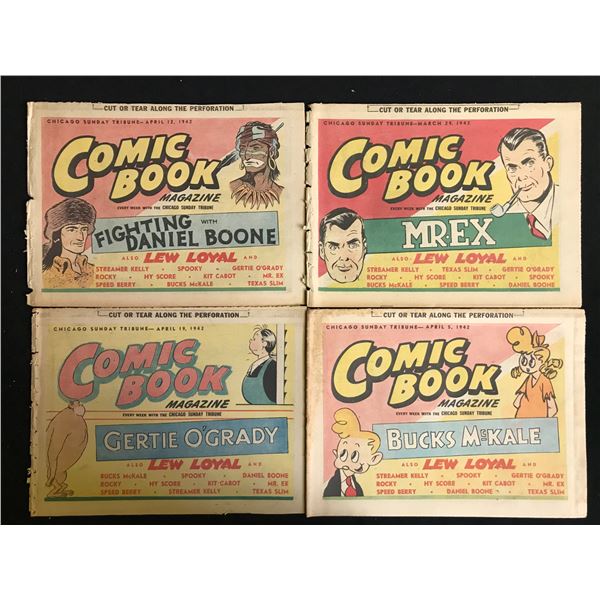 CUT OR TEAR ALONG THE PERFORATION
CHICAGO SUNDAY TRIBUNE—APRIL 12, 1942
COMIC
BOOK
MAGAZINE
EVERY WEEK WITH THE CHICAGO SUNDAY TRIBUNE
FIGHTING WITH
DANIEL BOONE
ALSO LEW LOYAL AND
STREAMER KELLY • SPOOKY • GERTIE O'GRADY
ROCKY • HY SCORE • KIT CABOT • MR. EX
SPEED BERRY • BUCKS McKALE • TEXAS SLIM
CUT OR TEAR ALONG THE PERFORATION
CHICAGO SUNDAY TRIBUNE—MARCH 29, 1942
COMIC
BOOK
MAGAZINE
EVERY WEEK WITH THE CHICAGO SUNDAY TRIBUNE
MR. EX
ALSO LEW LOYAL AND
STREAMER KELLY • TEXAS SLIM • GERTIE O'GRADY
ROCKY • HY SCORE • KIT CABOT • SPOOKY
BUCKS McKALE • SPEED BERRY • DANIEL BOONE
CUT OR TEAR ALONG THE PERFORATION
CHICAGO SUNDAY TRIBUNE—APRIL 19, 1942
COMIC
BOOK
MAGAZINE
EVERY WEEK WITH THE CHICAGO SUNDAY TRIBUNE
GERTIE O'GRADY
ALSO LEW LOYAL AND
BUCKS McKALE • SPOOKY • DANIEL BOONE
ROCKY • HY SCORE • KIT CABOT • MR. EX
SPEED BERRY • STREAMER KELLY • TEXAS SLIM
CUT OR TEAR ALONG THE PERFORATION
CHICAGO SUNDAY TRIBUNE—APRIL 5, 1942
COMIC
BOOK
MAGAZINE
EVERY WEEK WITH THE CHICAGO SUNDAY TRIBUNE
BUCKS McKALE
ALSO LEW LOYAL AND
STREAMER KELLY • SPOOKY • GERTIE O'GRADY
ROCKY • HY SCORE • KIT CABOT • MR. EX
SPEED BERRY • DANIEL BOONE • TEXAS SLIM